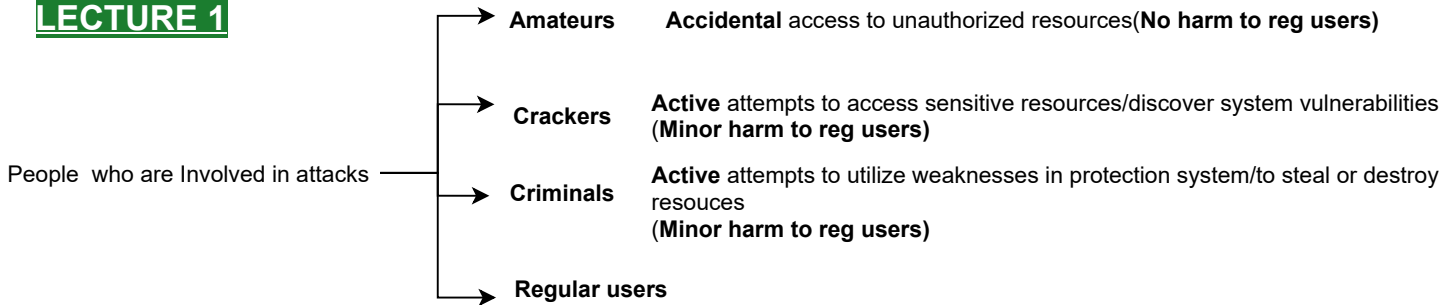 LECTURE 1
Amateurs Accidental access to unauthorized resources(No harm to reg users)
Crackers Active attempts to access sensitive resources/discover system vulnerabilities
(Minor harm to reg users)
People who are Involved in attacks
Criminals Active attempts to utilize weaknesses in protection system/to steal or destroy
resouces
(Minor harm to reg users)
Regular users